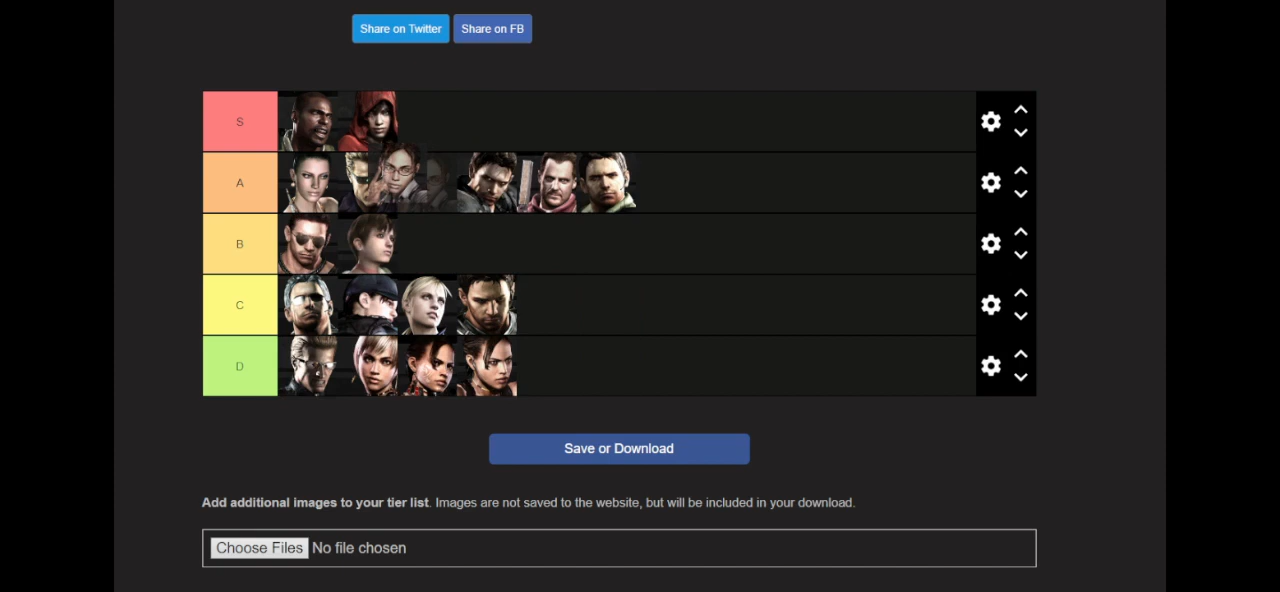 Share on Twitter Share on FB
S
A
B
C
D
Save or Download
Add additional images to your tier list. Images are not saved to the website, but will be included in your download.
Choose Files No file chosen